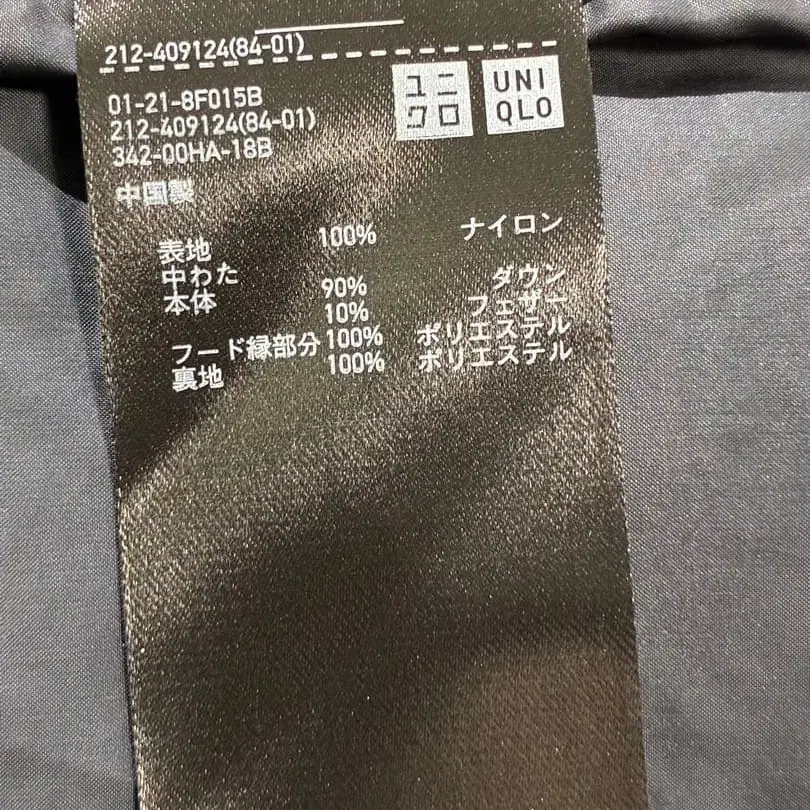 212-409124(84-01)
ユニ
クロ
UNI
QLO
01-21-8F015B
212-409124(84-01)
342-00HA-18B
中国製
表地 100% ナイロン
中わた
本体 90% ダウン
10% フェザー
フード縁部分 100% ポリエステル
裏地 100% ポリエステル